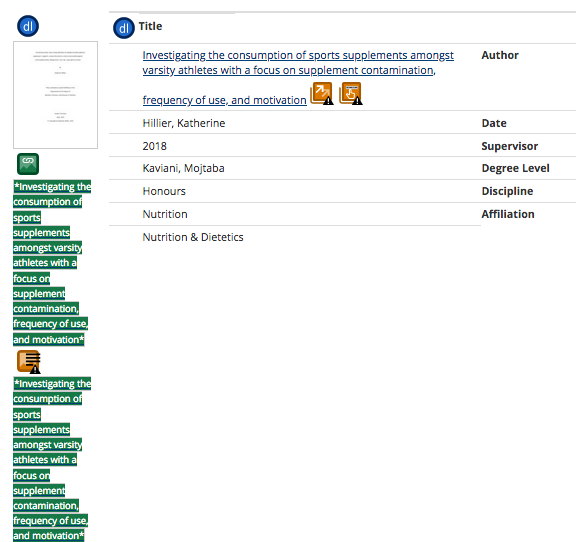 dl
*Investigating the
consumption of
sports
supplements
amongst varsity
athletes with a
focus on
supplement
contamination,
frequency of use,
and motivation*
*Investigating the
consumption of
sports
supplements
amongst varsity
athletes with a
focus on
supplement
contamination,
frequency of use,
and motivation*
dl Title
Investigating the consumption of sports supplements amongst Author
varsity athletes with a focus on supplement contamination,
frequency of use, and motivation
Hillier, Katherine Date
2018 Supervisor
Kaviani, Mojtaba Degree Level
Honours Discipline
Nutrition Affiliation
Nutrition & Dietetics